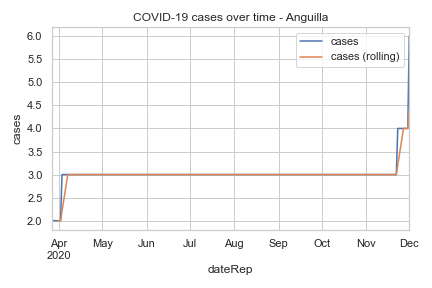 COVID-19 cases over time - Anguilla
cases
cases (rolling)
6.0
5.5
5.0
4.5
4.0
3.5
3.0
2.5
2.0
cases
Apr May Jun Jul Aug Sep Oct Nov Dec
2020
dateRep